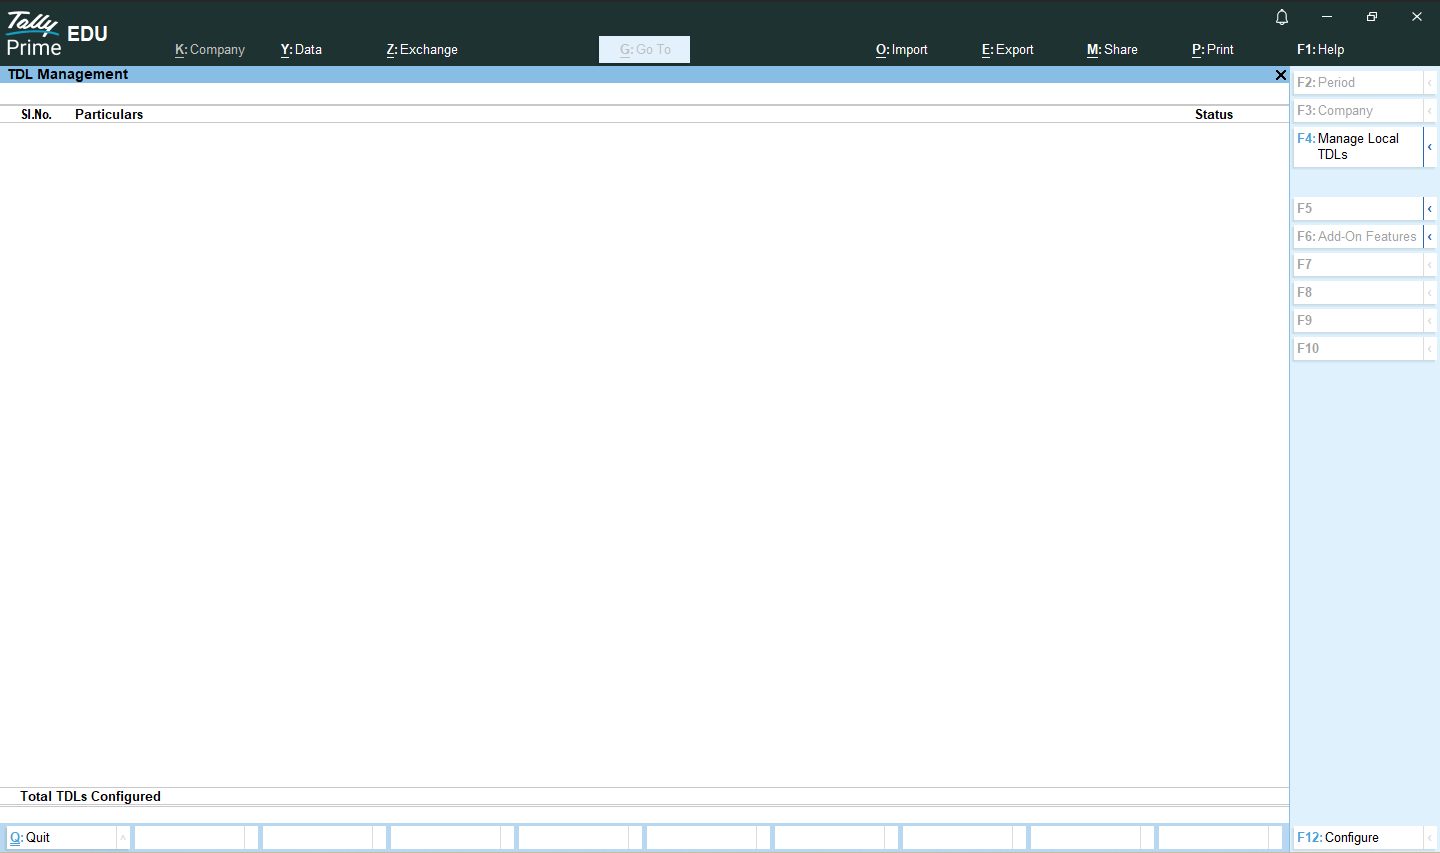 Tally
Prime EDU
K: Company Y: Data Z: Exchange G: Go To O: Import E: Export M: Share P: Print F1: Help
TDL Management
Sl.No. Particulars Status
Total TDLs Configured
Q: Quit
F2: Period
F3: Company
F4: Manage Local
TDLs
F5
F6: Add-On Features
F7
F8
F9
F10
F12: Configure